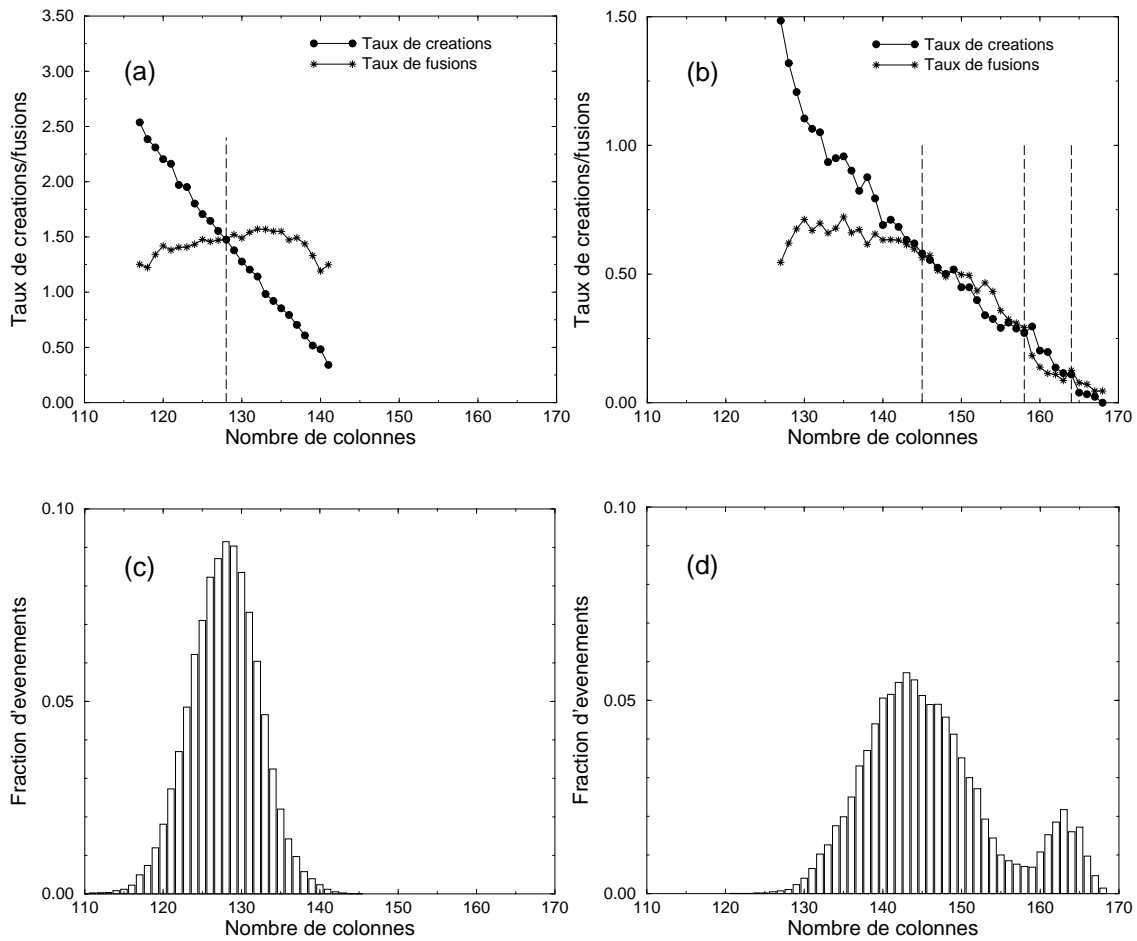 3.50
3.00
2.50
2.00
1.50
1.00
0.50
0.00
Taux de creations/fusions
(a)
Taux de creations
Taux de fusions
110 120 130 140 150 160 170
Nombre de colonnes
1.50
1.00
0.50
0.00
Taux de creations/fusions
(b)
Taux de creations
Taux de fusions
110 120 130 140 150 160 170
Nombre de colonnes
0.10
0.05
0.00
Fraction d'evenements
(c)
110 120 130 140 150 160 170
Nombre de colonnes
0.10
0.05
0.00
Fraction d'evenements
(d)
110 120 130 140 150 160 170
Nombre de colonnes